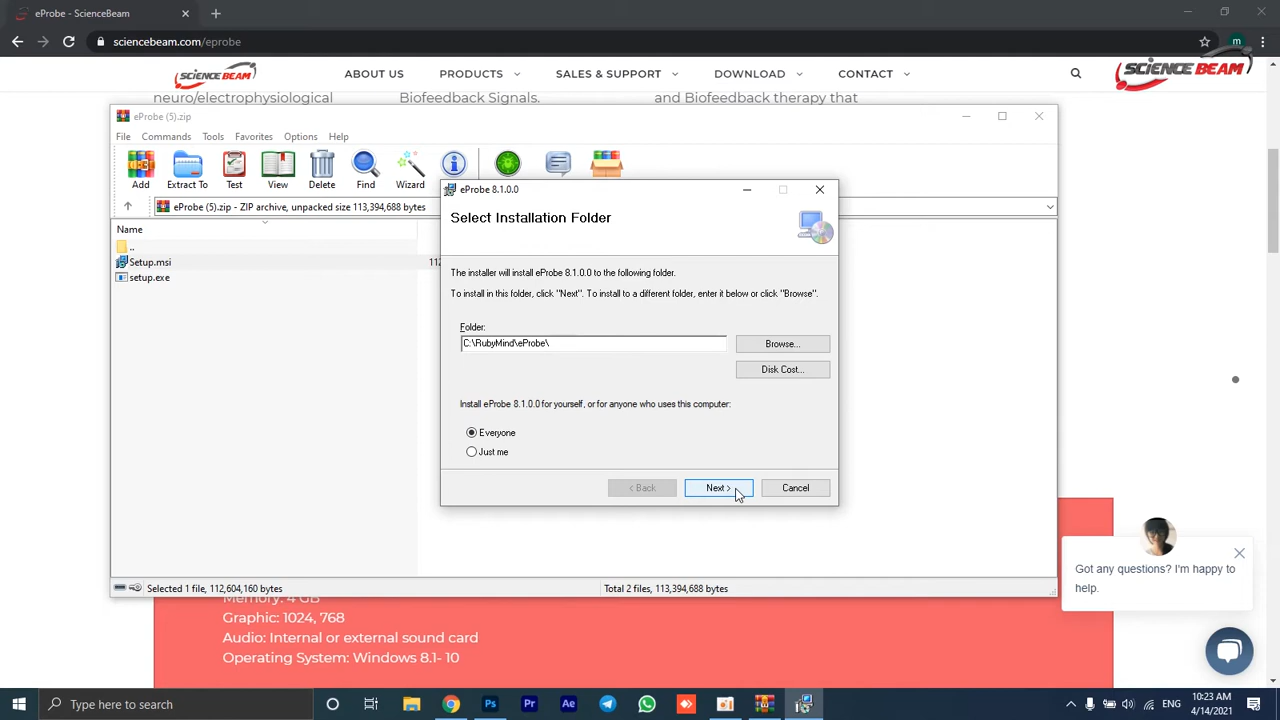 eProbe - ScienceBeam
sciencebeam.com/eprobe
m
SCIENCE BEAM
ABOUT US
PRODUCTS
SALES & SUPPORT
DOWNLOAD
CONTACT
SCIENCE BEAM
neuro/electrophysiological
Biofeedback Signals.
and Biofeedback therapy that
eProbe (5).zip
File Commands Tools Favorites Options Help
Add
Extract To
Test
View
Delete
Find
Wizard
eProbe (5).zip - ZIP archive, unpacked size 113,394,688 bytes
Name
..
Setup.msi
112
setup.exe
eProbe 8.1.0.0
Select Installation Folder
The installer will install eProbe 8.1.0.0 to the following folder.
To install in this folder, click "Next". To install to a different folder, enter it below or click "Browse".
Folder:
C:\RubyMind\eProbe\
Browse...
Disk Cost...
Install eProbe 8.1.0.0 for yourself, or for anyone who uses this computer:
Everyone
Just me
< Back
Next >
Cancel
Selected 1 file, 112,604,160 bytes
Total 2 files, 113,394,688 bytes
Got any questions? I'm happy to
help.
Memory: 4 GB
Graphic: 1024, 768
Audio: Internal or external sound card
Operating System: Windows 8.1- 10
Type here to search
Ps
Pr
Ae
ENG
10:23 AM
4/14/2021